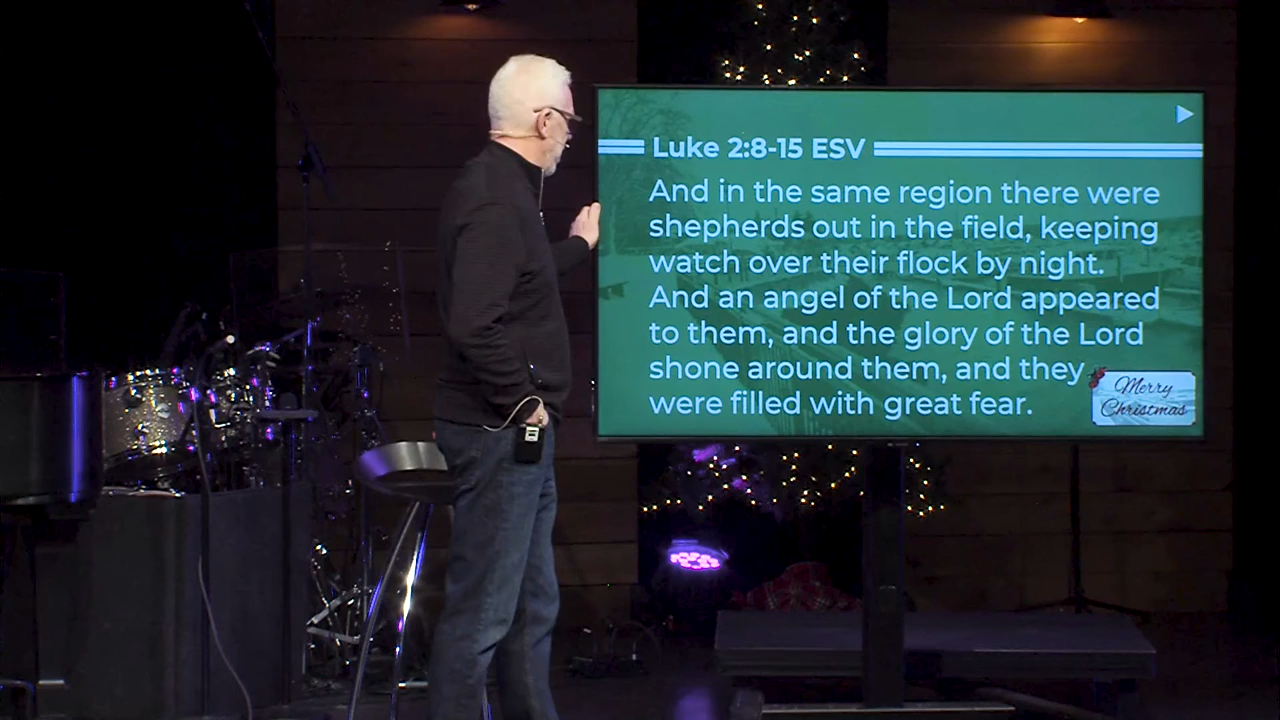 Luke 2:8-15 ESV
And in the same region there were
shepherds out in the field, keeping
watch over their flock by night.
And an angel of the Lord appeared
to them, and the glory of the Lord
shone around them, and they
were filled with great fear.
Merry
Christmas